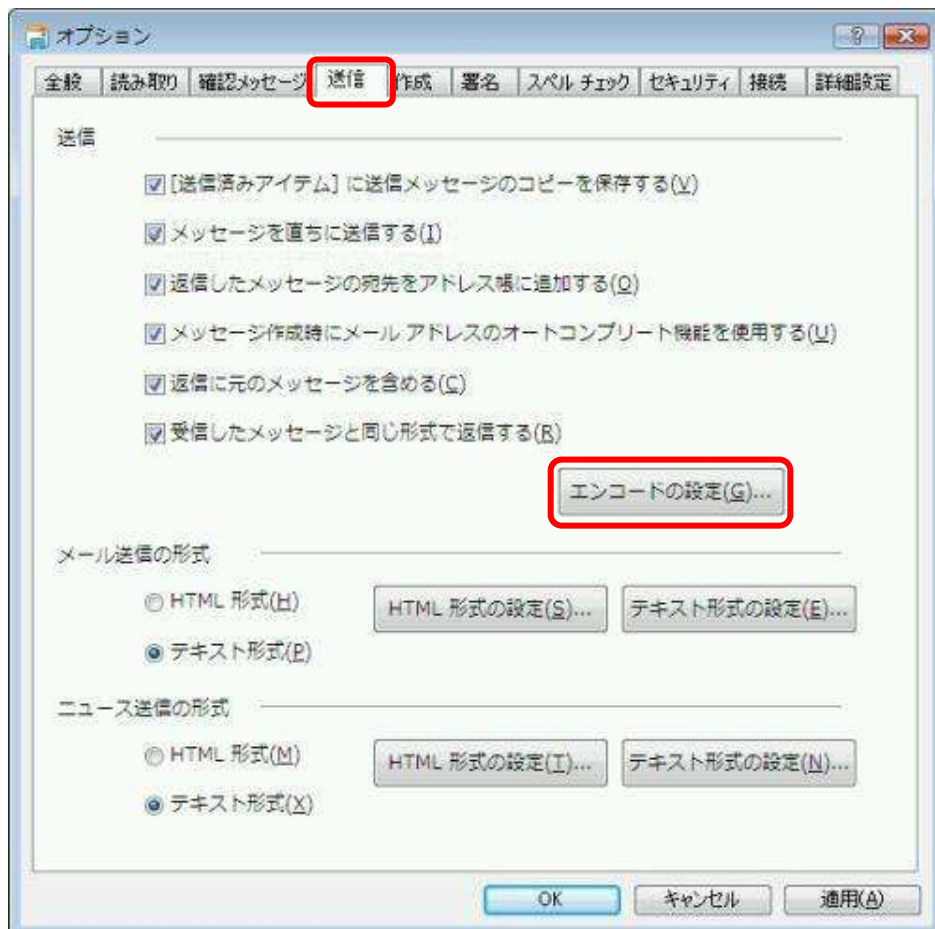 オプション
全般 読み取り 確認メッセージ 送信 作成 署名 スペル チェック セキュリティ 接続 詳細設定
送信
[送信済みアイテム] に送信メッセージのコピーを保存する(V)
メッセージを直ちに送信する(I)
返信したメッセージの宛先をアドレス帳に追加する(O)
メッセージ作成時にメール アドレスのオートコンプリート機能を使用する(U)
返信に元のメッセージを含める(C)
受信したメッセージと同じ形式で返信する(R)
エンコードの設定(G)...
メール送信の形式
HTML 形式(H) HTML 形式の設定(S)... テキスト形式の設定(E)...
テキスト形式(P)
ニュース送信の形式
HTML 形式(M) HTML 形式の設定(T)... テキスト形式の設定(N)...
テキスト形式(X)
OK キャンセル 適用(A)